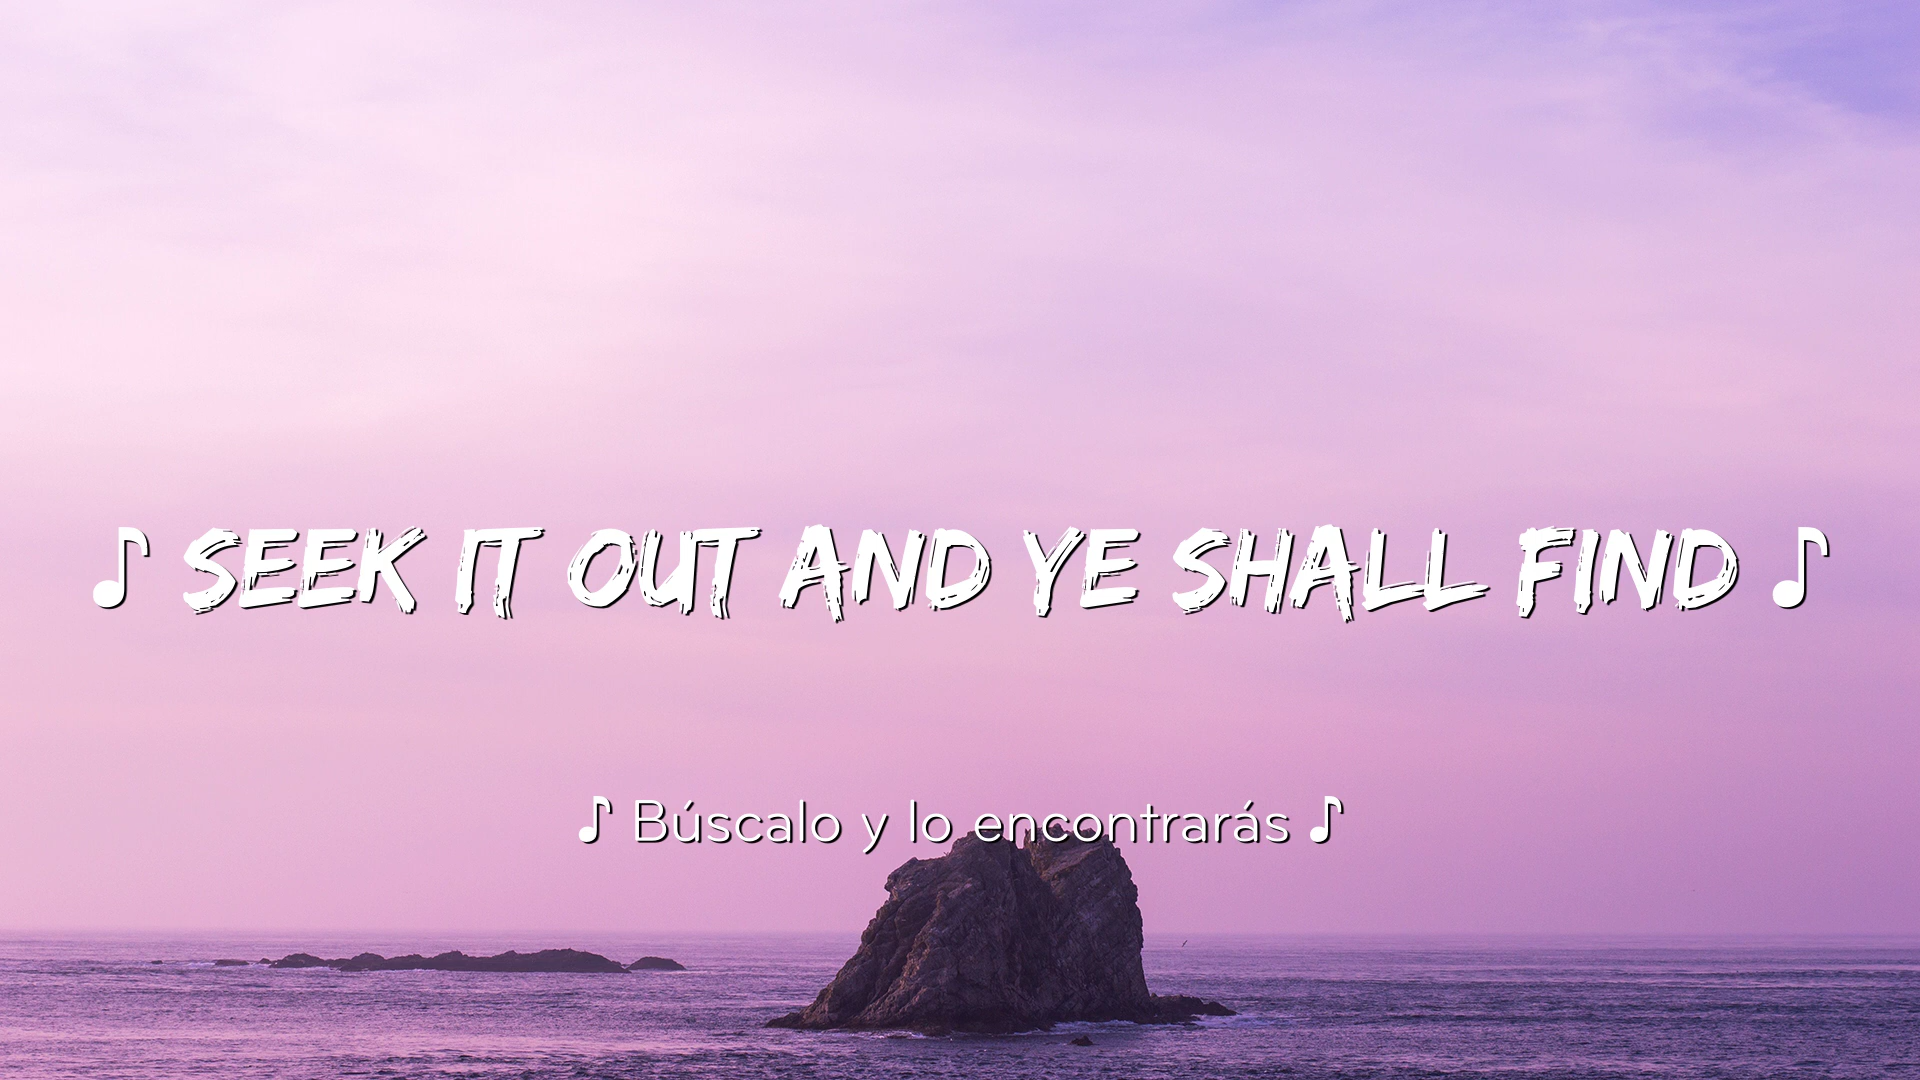 ♪ SEEK IT OUT AND YE SHALL FIND ♪
♪ Búscalo y lo encontrarás ♪